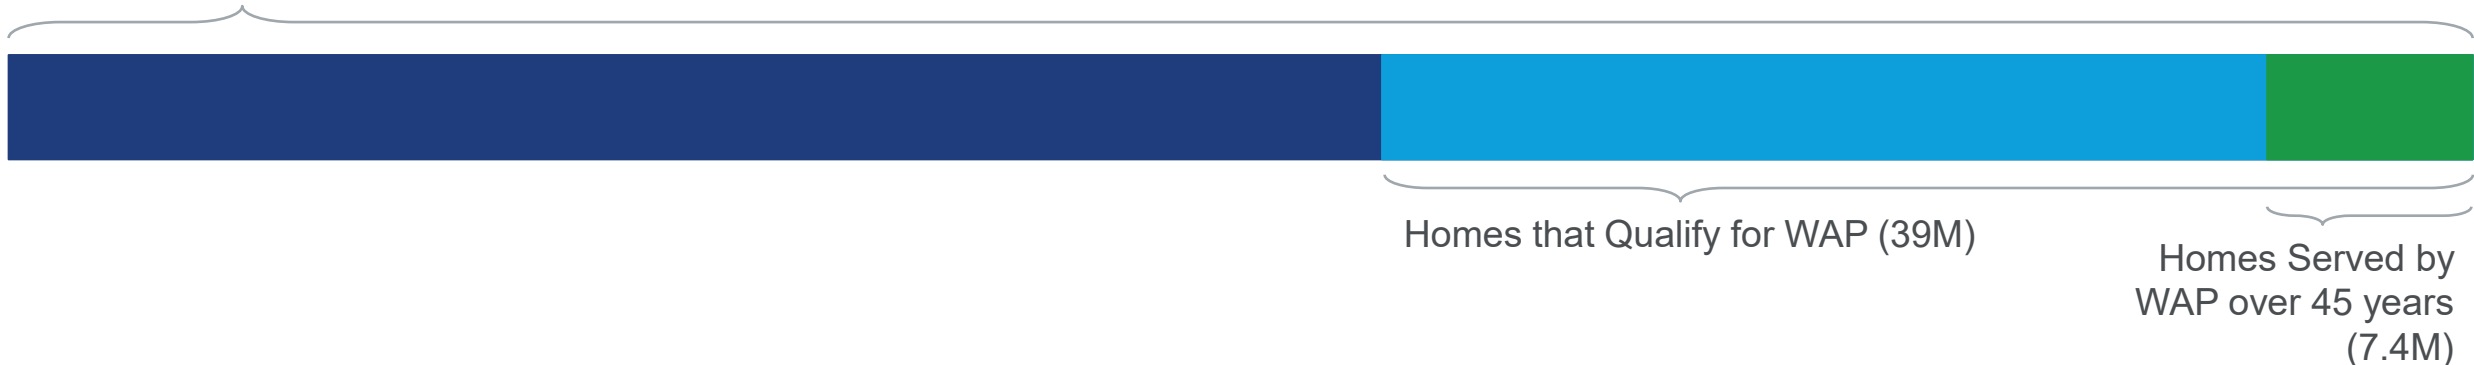 Homes that Qualify for WAP (39M)
Homes Served by
WAP over 45 years
(7.4M)